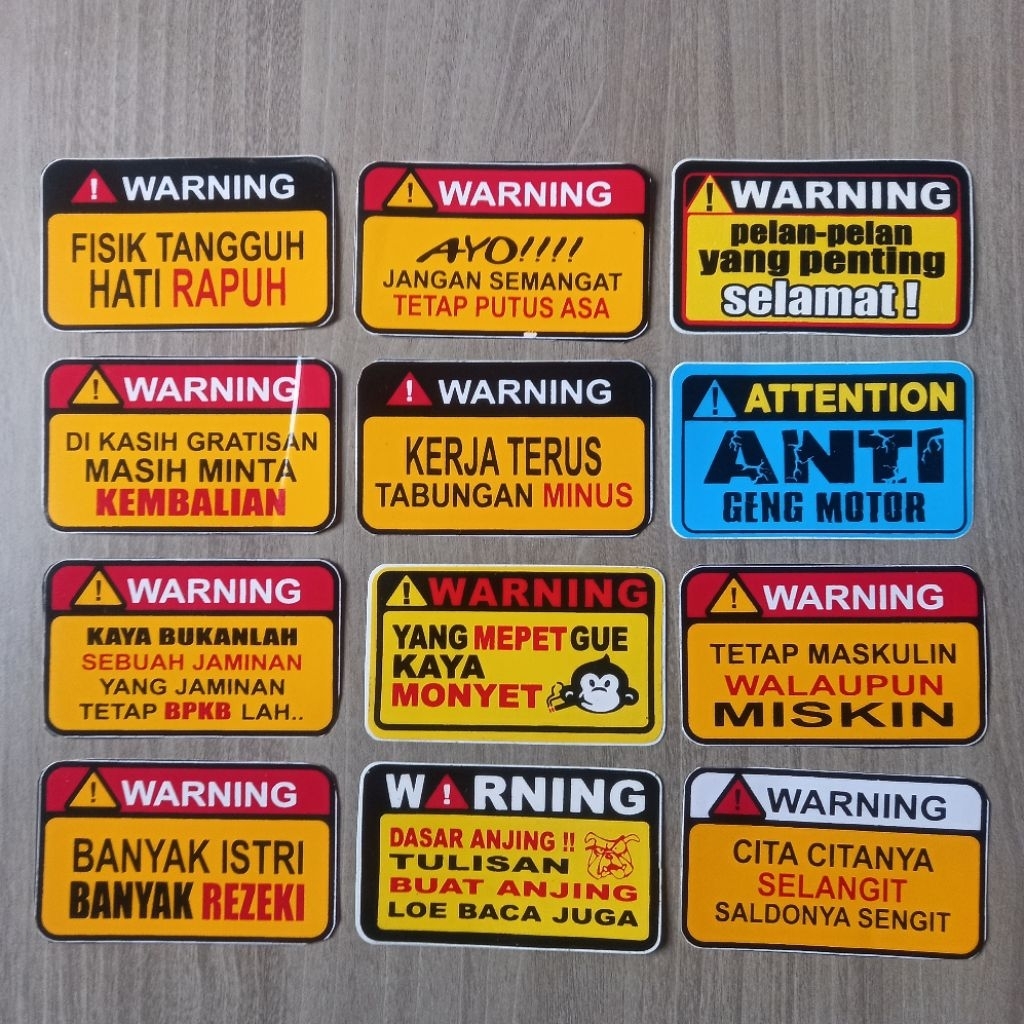 WARNING
FISIK TANGGUH
HATI RAPUH
WARNING
AYO!!!!
JANGAN SEMANGAT
TETAP PUTUS ASA
WARNING
pelan-pelan
yang penting
selamat !
WARNING
DI KASIH GRATISAN
MASIH MINTA
KEMBALIAN
WARNING
KERJA TERUS
TABUNGAN MINUS
ATTENTION
ANTI
GENG MOTOR
WARNING
KAYA BUKANLAH
SEBUAH JAMINAN
YANG JAMINAN
TETAP BPKB LAH..
WARNING
YANG MEPET GUE
KAYA
MONYET
WARNING
TETAP MASKULIN
WALAUPUN
MISKIN
WARNING
BANYAK ISTRI
BANYAK REZEKI
WARNING
DASAR ANJING !!
TULISAN
BUAT ANJING
LOE BACA JUGA
WARNING
CITA CITANYA
SELANGIT
SALDONYA SENGIT